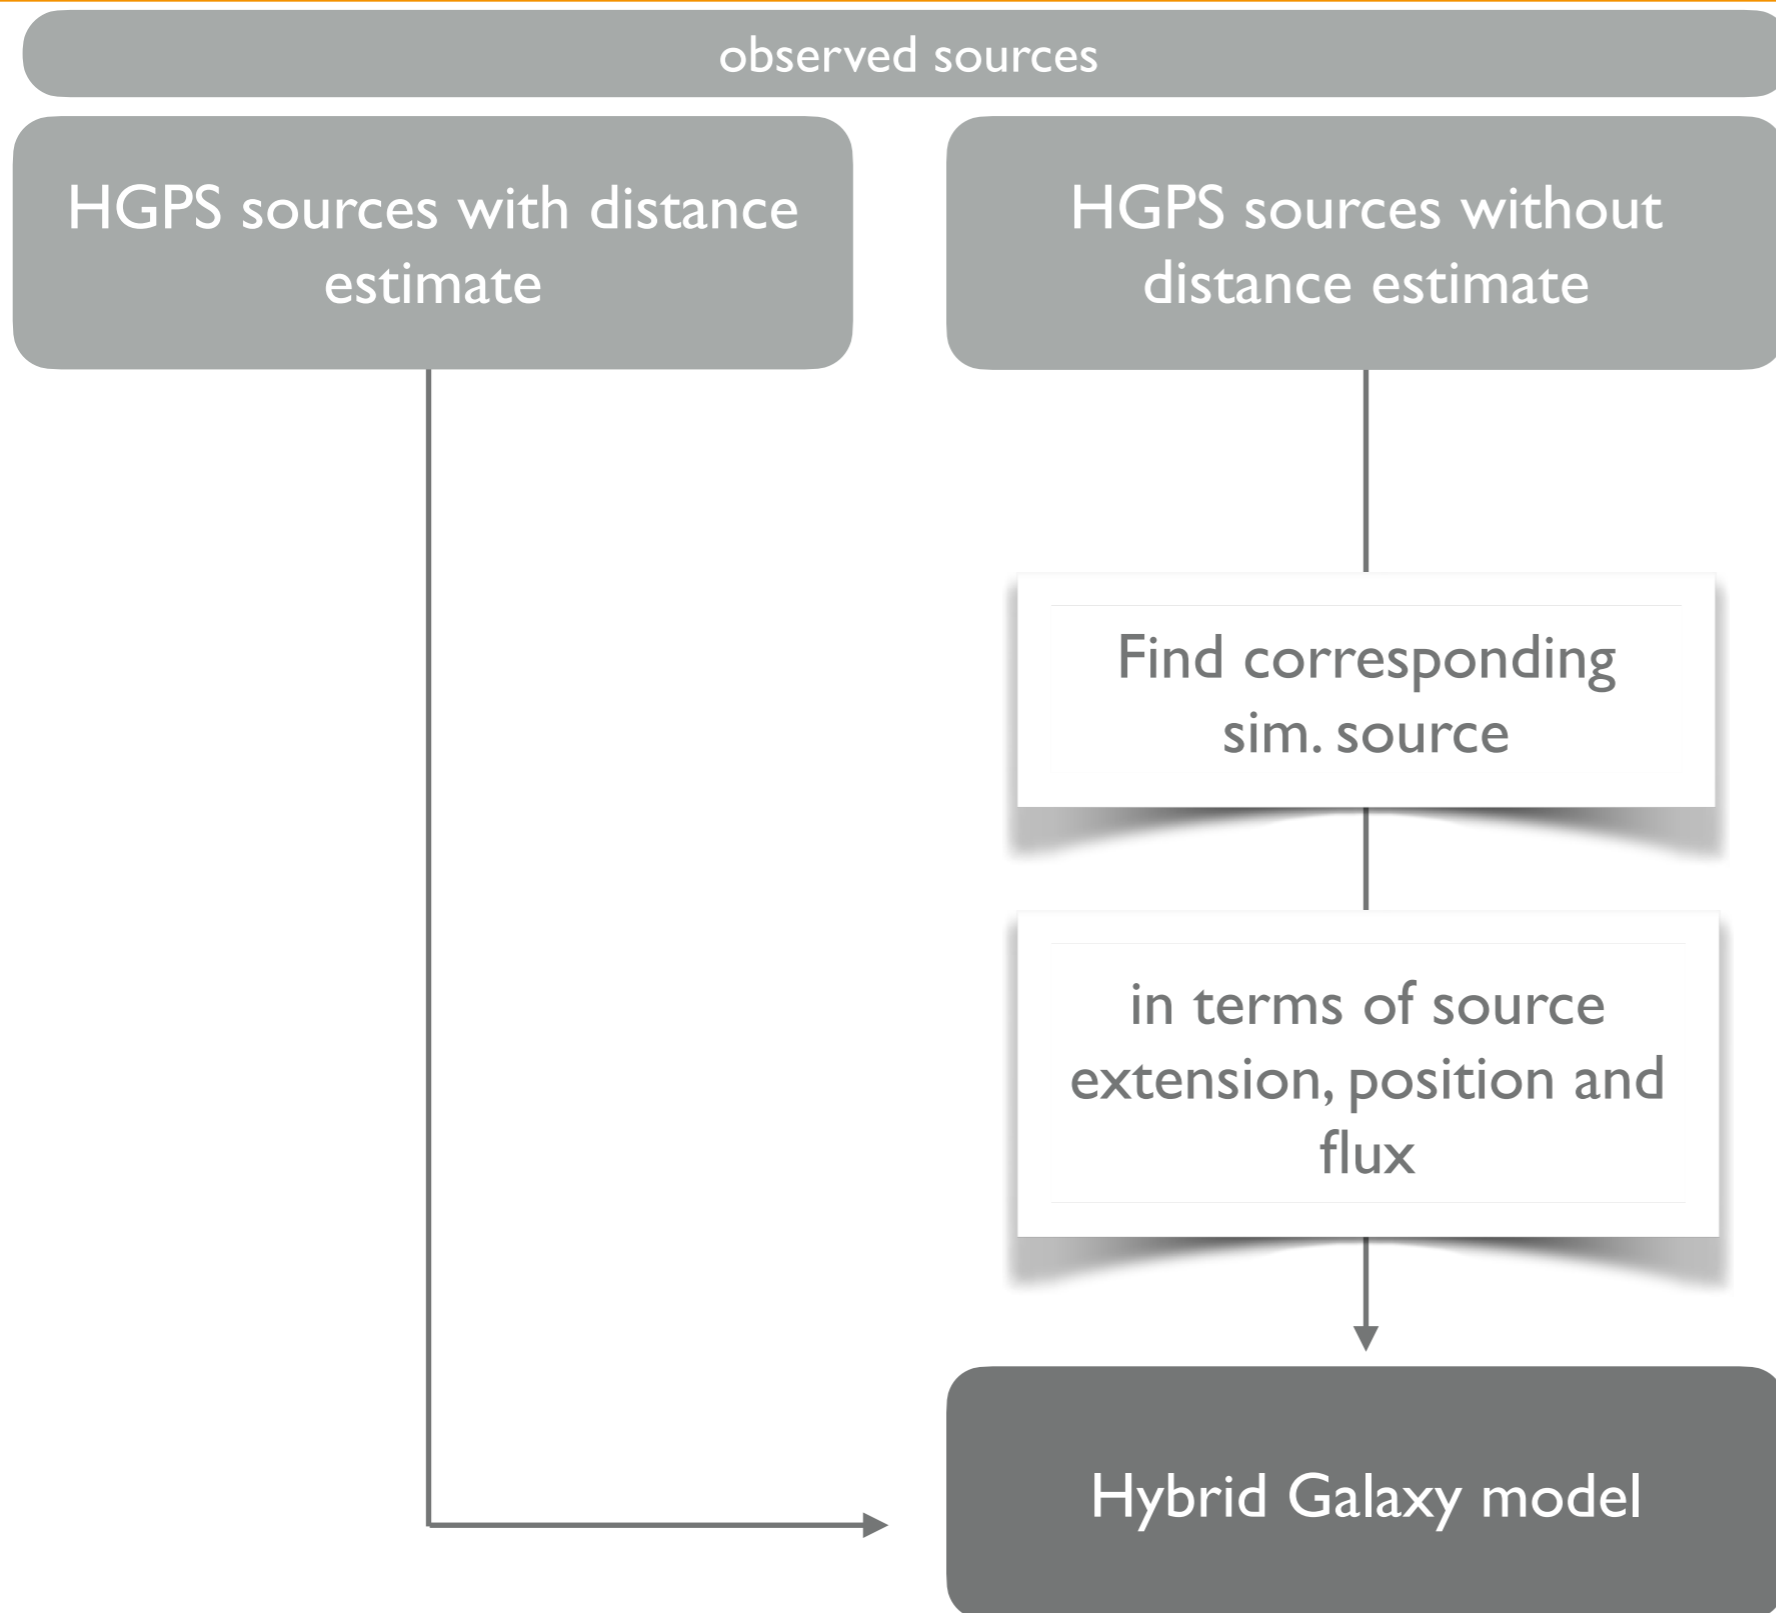 observed sources
HGPS sources with distance
estimate
HGPS sources without
distance estimate
Find corresponding
sim. source
in terms of source
extension, position and
flux
Hybrid Galaxy model